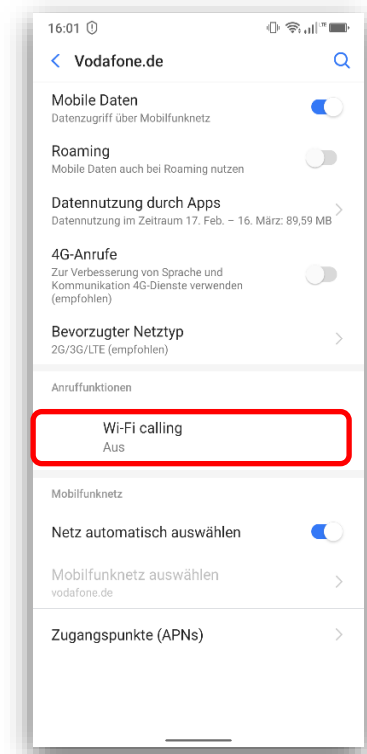 16:01
Vodafone.de
Mobile Daten
Datenzugriff über Mobilfunknetz
Roaming
Mobile Daten auch bei Roaming nutzen
Datennutzung durch Apps
Datennutzung im Zeitraum 17. Feb. – 16. März: 89,59 MB
4G-Anrufe
Zur Verbesserung von Sprache und
Kommunikation 4G-Dienste verwenden
(empfohlen)
Bevorzugter Netztyp
2G/3G/LTE (empfohlen)
Anruffunktionen
Wi-Fi calling
Aus
Mobilfunknetz
Netz automatisch auswählen
Mobilfunknetz auswählen
vodafone.de
Zugangspunkte (APNs)